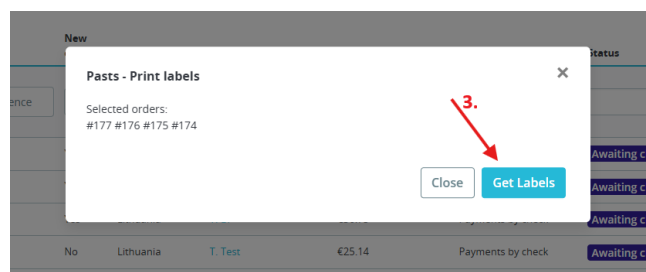 New
Status
ence
Pasts - Print labels
×
Selected orders:
#177 #176 #175 #174
3.
Close
Get Labels
Awaiting c
Awaiting c
Awaiting c
No Lithuania T. Test €25.14 Payments by check Awaiting c